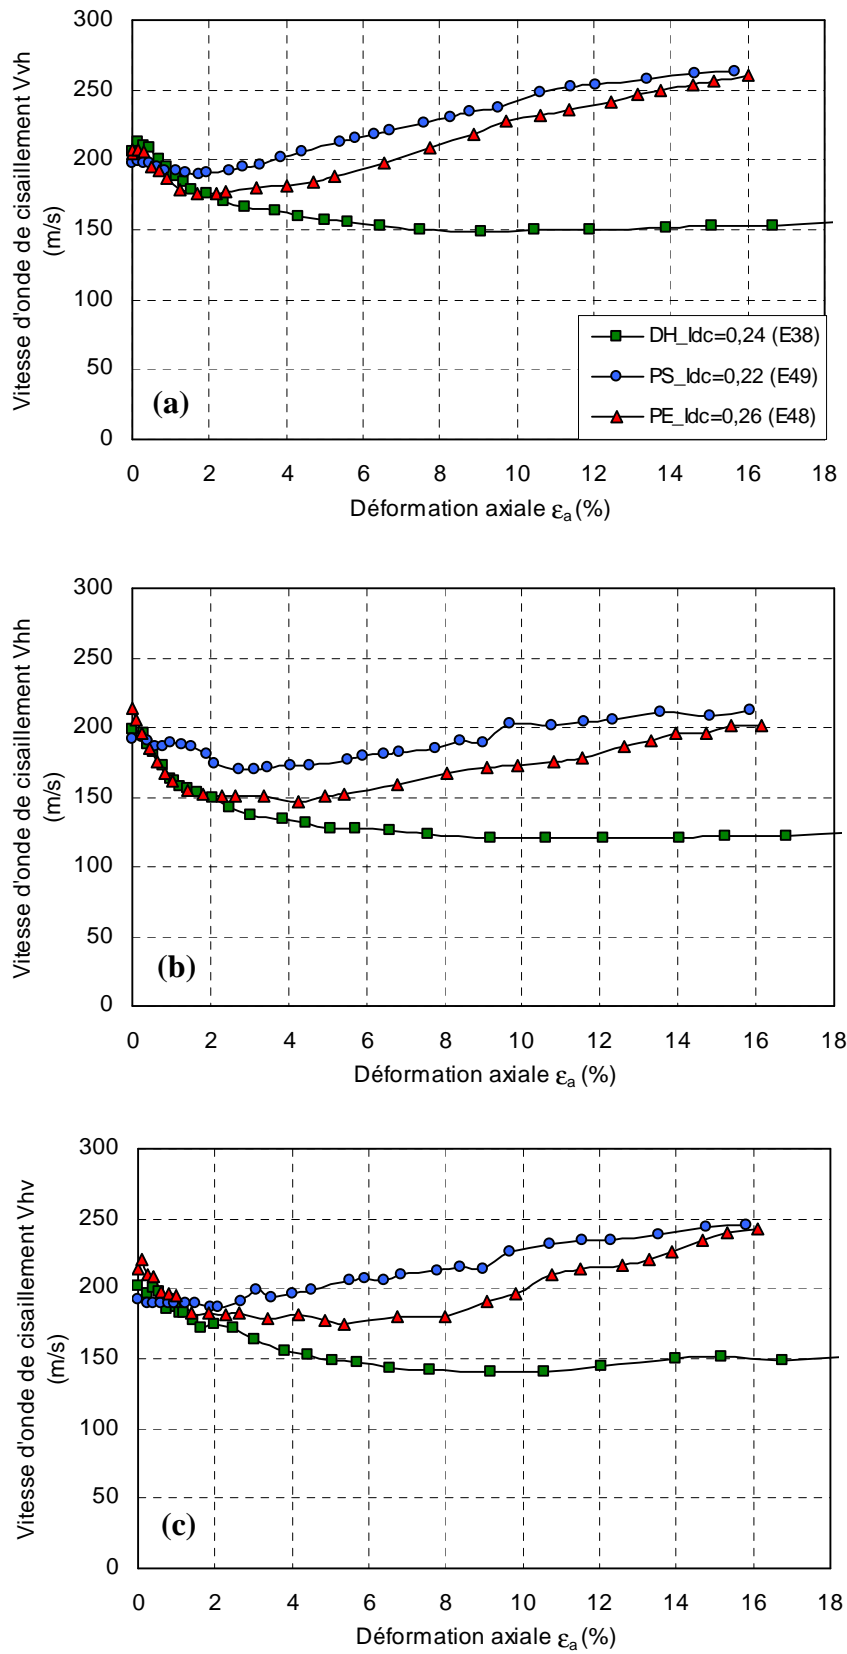 300
250
200
150
100
50
0
Vitesse d'onde de cisaillement Vvh
(m/s)
(a)
DH_Idc=0,24 (E38)
PS_Idc=0,22 (E49)
PE_Idc=0,26 (E48)
0 2 4 6 8 10 12 14 16 18
Déformation axiale εa (%)
300
250
200
150
100
50
0
Vitesse d'onde de cisaillement Vhh
(m/s)
(b)
0 2 4 6 8 10 12 14 16 18
Déformation axiale εa (%)
300
250
200
150
100
50
0
Vitesse d'onde de cisaillement Vhv
(m/s)
(c)
0 2 4 6 8 10 12 14 16 18
Déformation axiale εa (%)